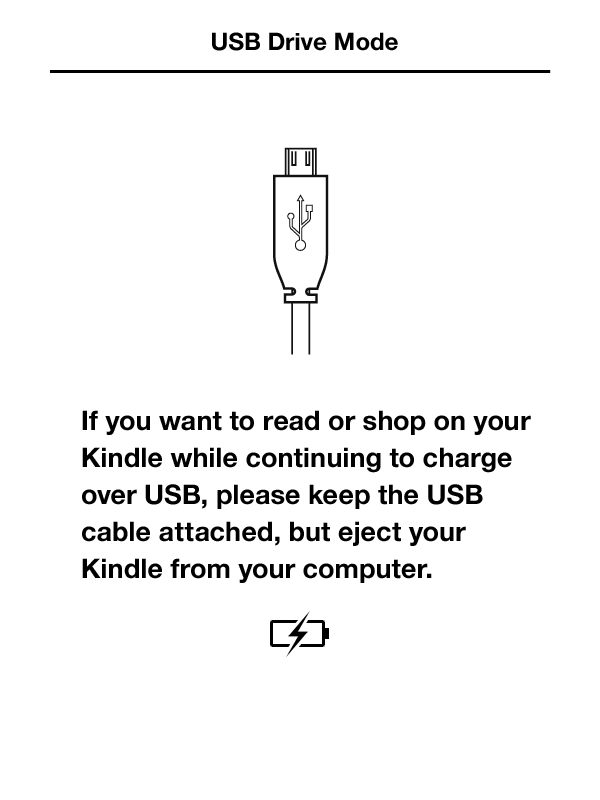 USB Drive Mode
If you want to read or shop on your
Kindle while continuing to charge
over USB, please keep the USB
cable attached, but eject your
Kindle from your computer.